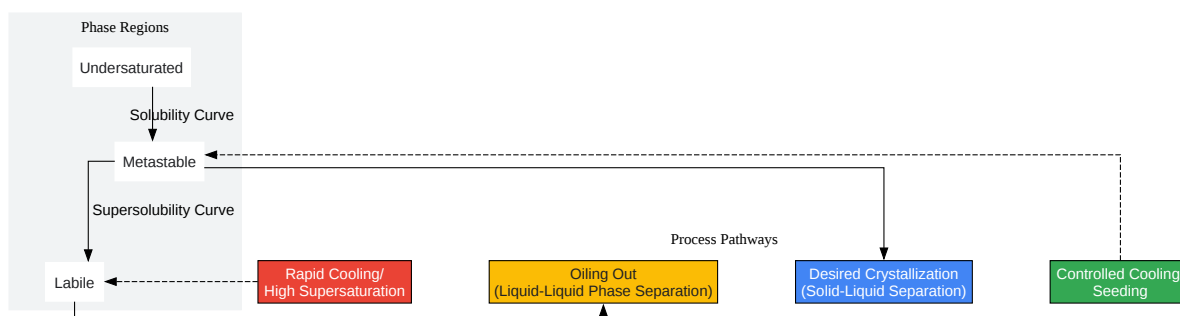 Phase Regions
Undersaturated
Solubility Curve
Metastable
Supersolubility Curve
Process Pathways
Labile
Rapid Cooling/
High Supersaturation
Oiling Out
(Liquid-Liquid Phase Separation)
Desired Crystallization
(Solid-Liquid Separation)
Controlled Cooling
Seeding